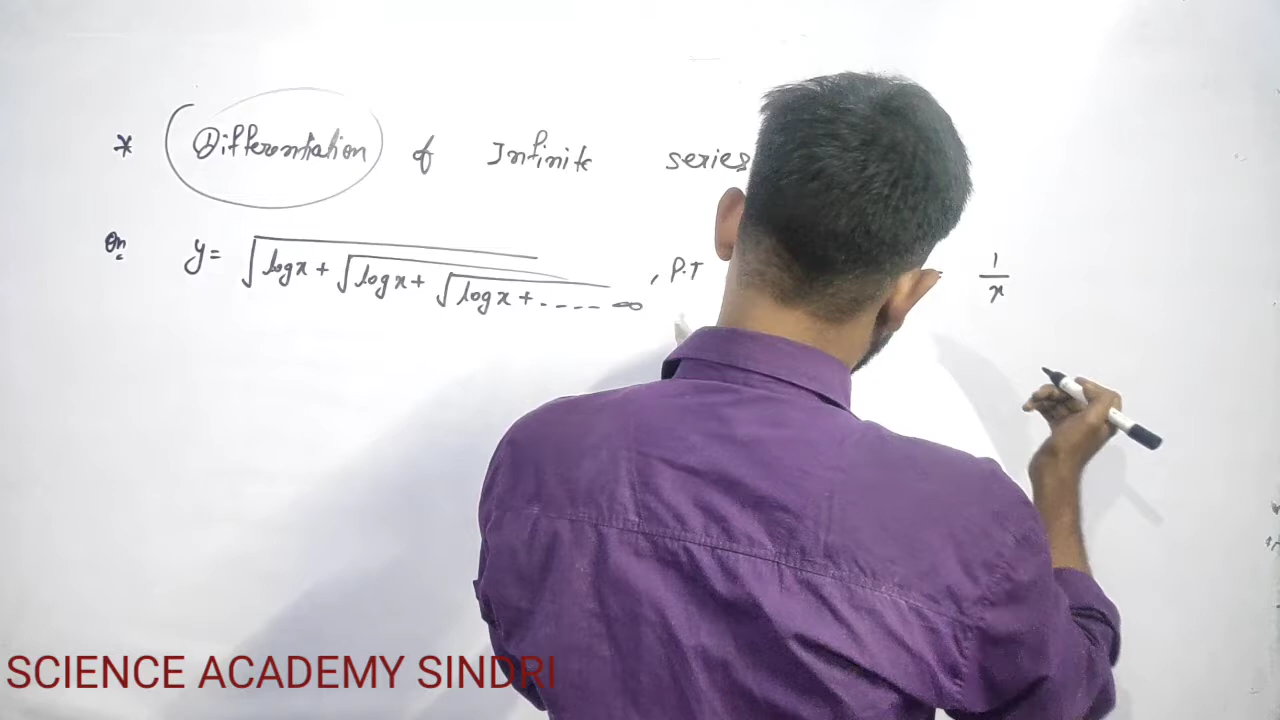 * Differentiation of Infinite series
Qn. y = √log x + √log x + √log x + ..... ∞ , P.T 1/x
SCIENCE ACADEMY SINDRI